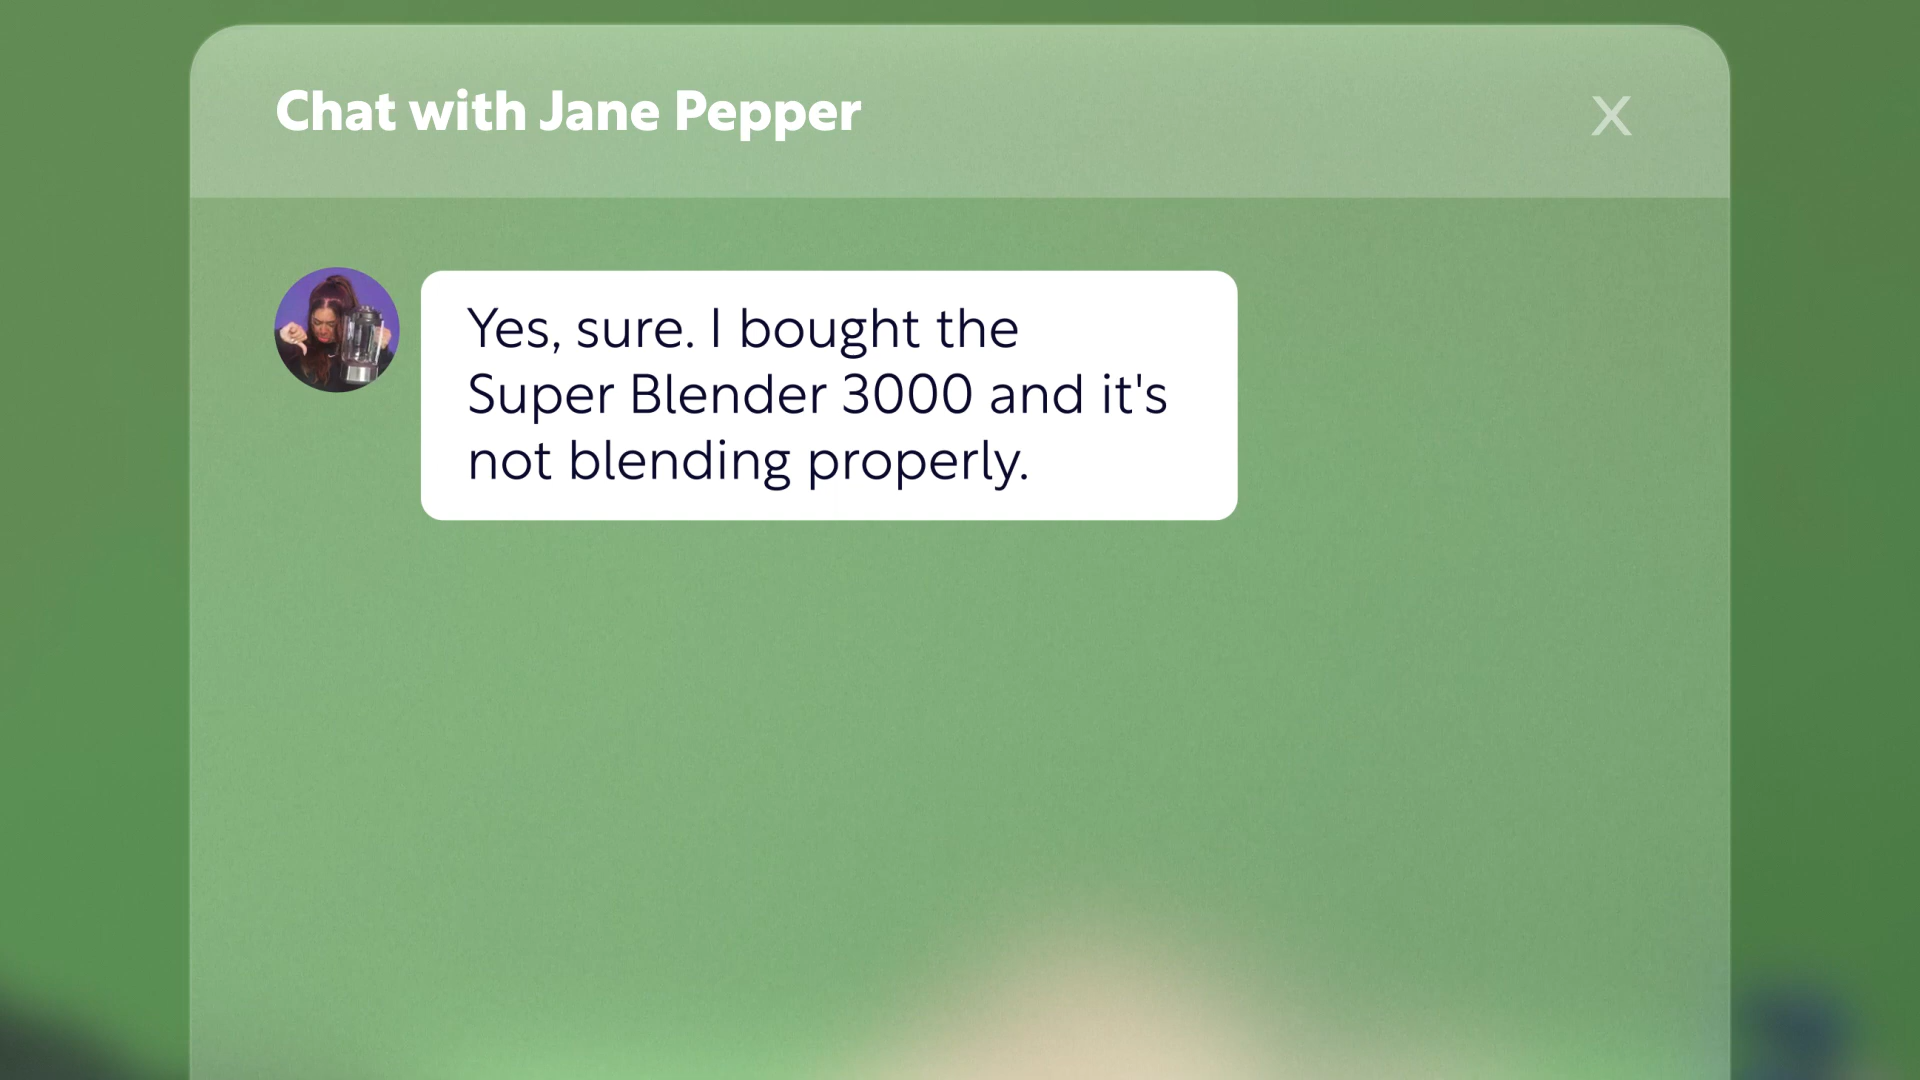 Chat with Jane Pepper
X
Yes, sure. I bought the
Super Blender 3000 and it's
not blending properly.